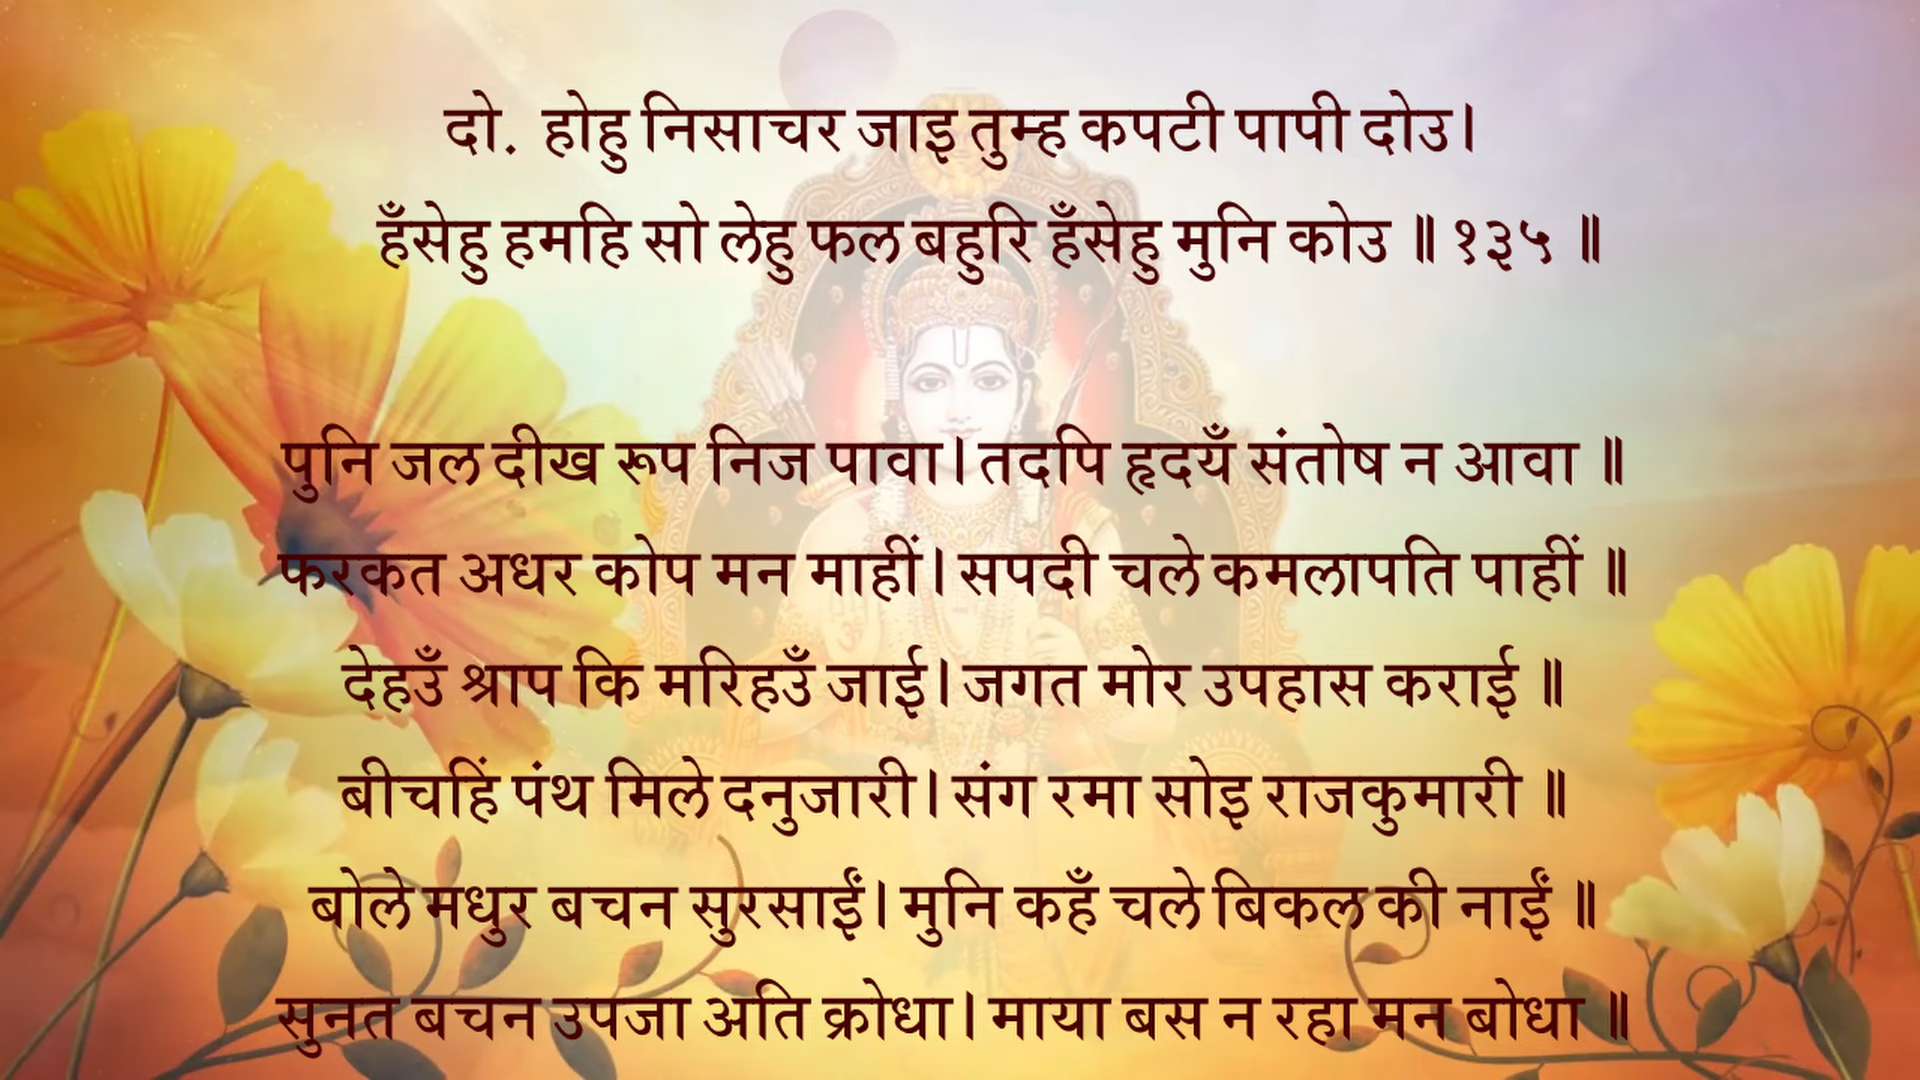 दो. होहु निसाचर जाइ तुम्ह कपटी पापी दोउ।
हँसेहु हमहि सो लेहु फल बहुरि हँसेहु मुनि कोउ ॥ १३५ ॥
पुनि जल दीख रूप निज पावा। तदपि हृदयँ संतोष न आवा ॥
फरकत अधर कोप मन माहीं। सपदी चले कमलापति पाहीं ॥
देहउँ श्राप कि मरिहउँ जाई। जगत मोर उपहास कराई ॥
बीचहिं पंथ मिले दनुजारी। संग रमा सोइ राजकुमारी ॥
बोले मधुर बचन सुरसाईं। मुनि कहँ चले बिकल की नाईं ॥
सुनत बचन उपजा अति क्रोधा। माया बस न रहा मन बोधा ॥